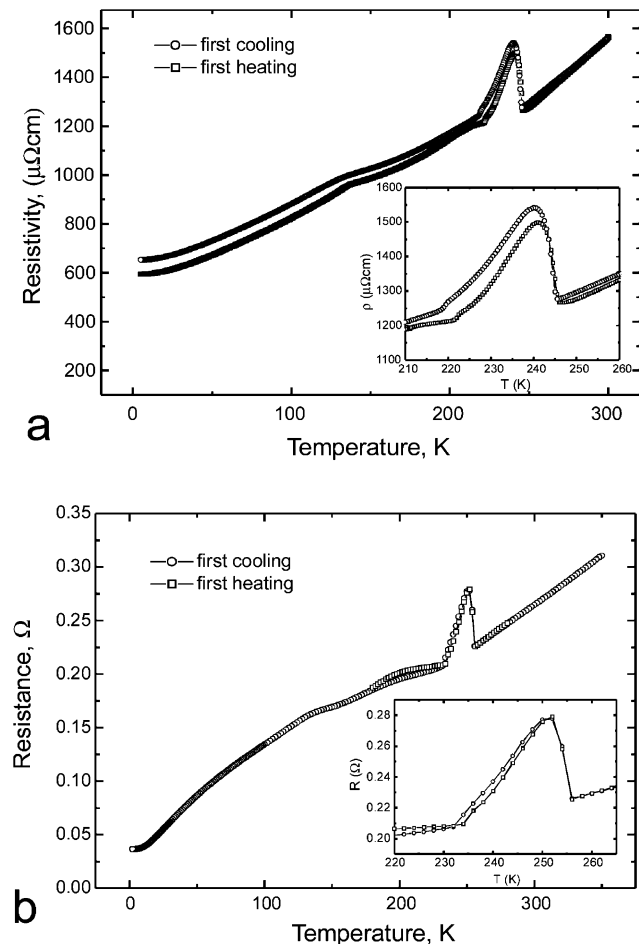 1600
1400
1200
1000
800
600
400
200
Resistivity, (μΩcm)
first cooling
first heating
1600
1500
1400
1300
1200
1100
ρ (μΩcm)
210 220 230 240 250 260
T (K)
0 100 200 300
Temperature, K
a
0.35
0.30
0.25
0.20
0.15
0.10
0.05
0.00
Resistance, Ω
first cooling
first heating
0.28
0.26
0.24
0.22
0.20
R (Ω)
220 230 240 250 260
T (K)
0 100 200 300
Temperature, K
b